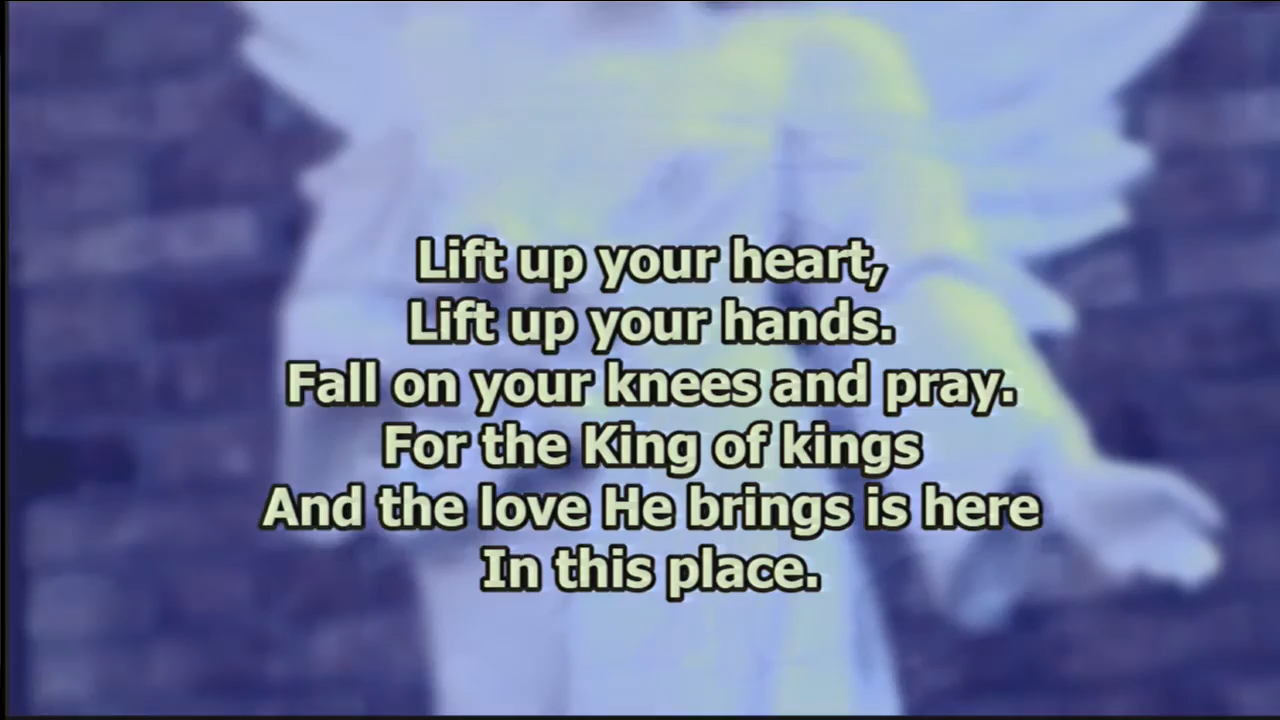 Lift up your heart,
Lift up your hands.
Fall on your knees and pray.
For the King of kings
And the love He brings is here
In this place.